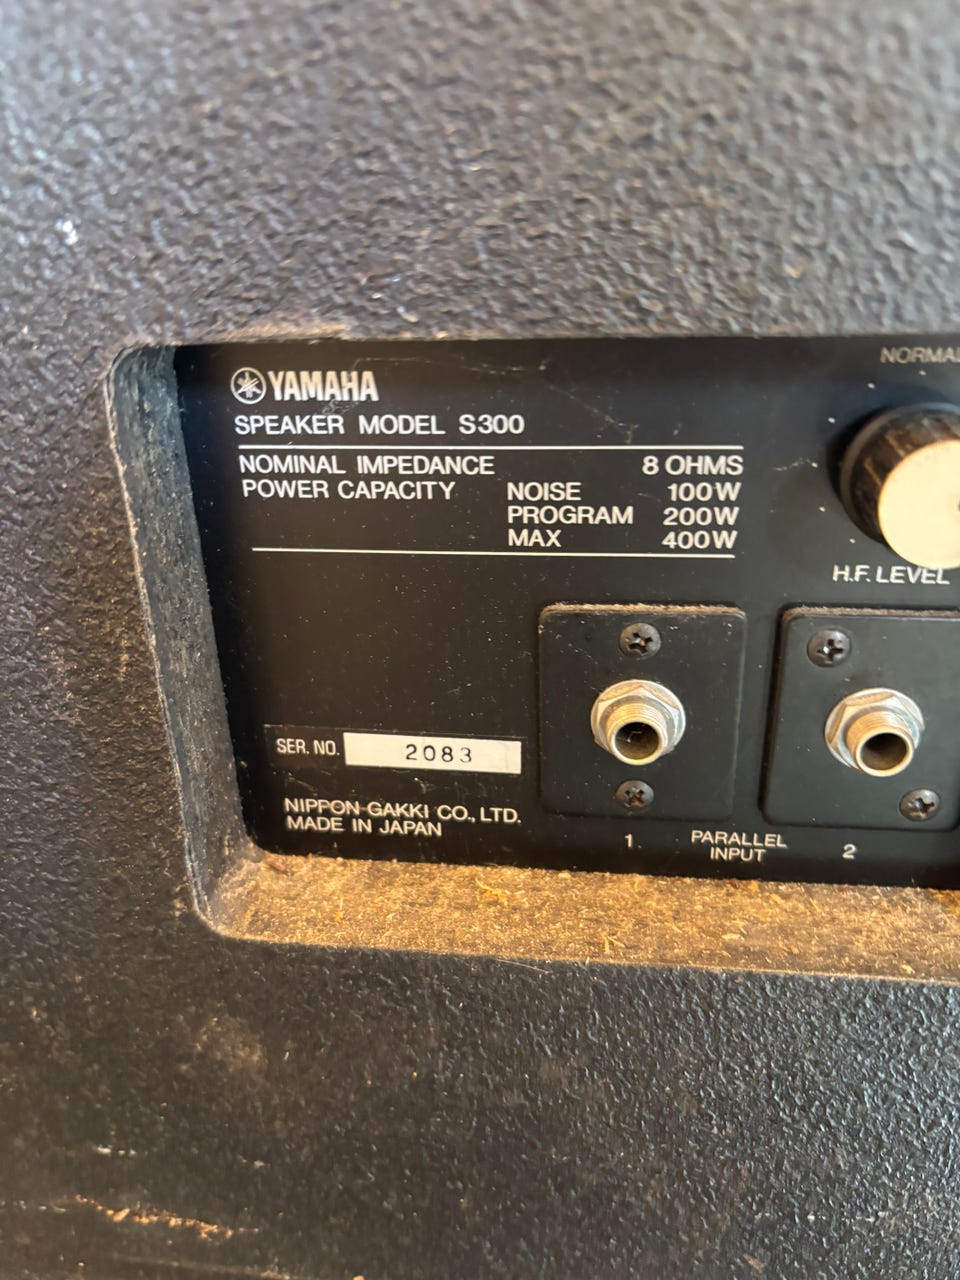 YAMAHA
SPEAKER MODEL S300
NOMINAL IMPEDANCE 8 OHMS
POWER CAPACITY NOISE 100W
PROGRAM 200W
MAX 400W
NORMAL
H.F. LEVEL
SER. NO. 2083
NIPPON GAKKI CO., LTD.
MADE IN JAPAN
1 PARALLEL INPUT 2